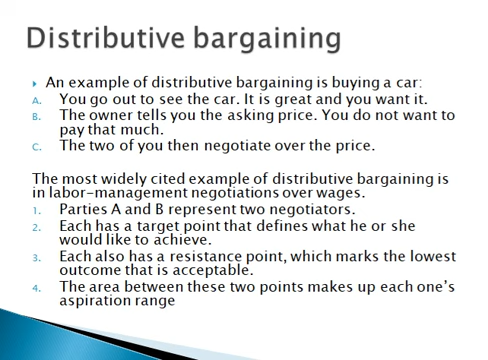 Distributive bargaining
An example of distributive bargaining is buying a car:
A. You go out to see the car. It is great and you want it.
B. The owner tells you the asking price. You do not want to
pay that much.
C. The two of you then negotiate over the price.
The most widely cited example of distributive bargaining is
in labor-management negotiations over wages.
1. Parties A and B represent two negotiators.
2. Each has a target point that defines what he or she
would like to achieve.
3. Each also has a resistance point, which marks the lowest
outcome that is acceptable.
4. The area between these two points makes up each one's
aspiration range